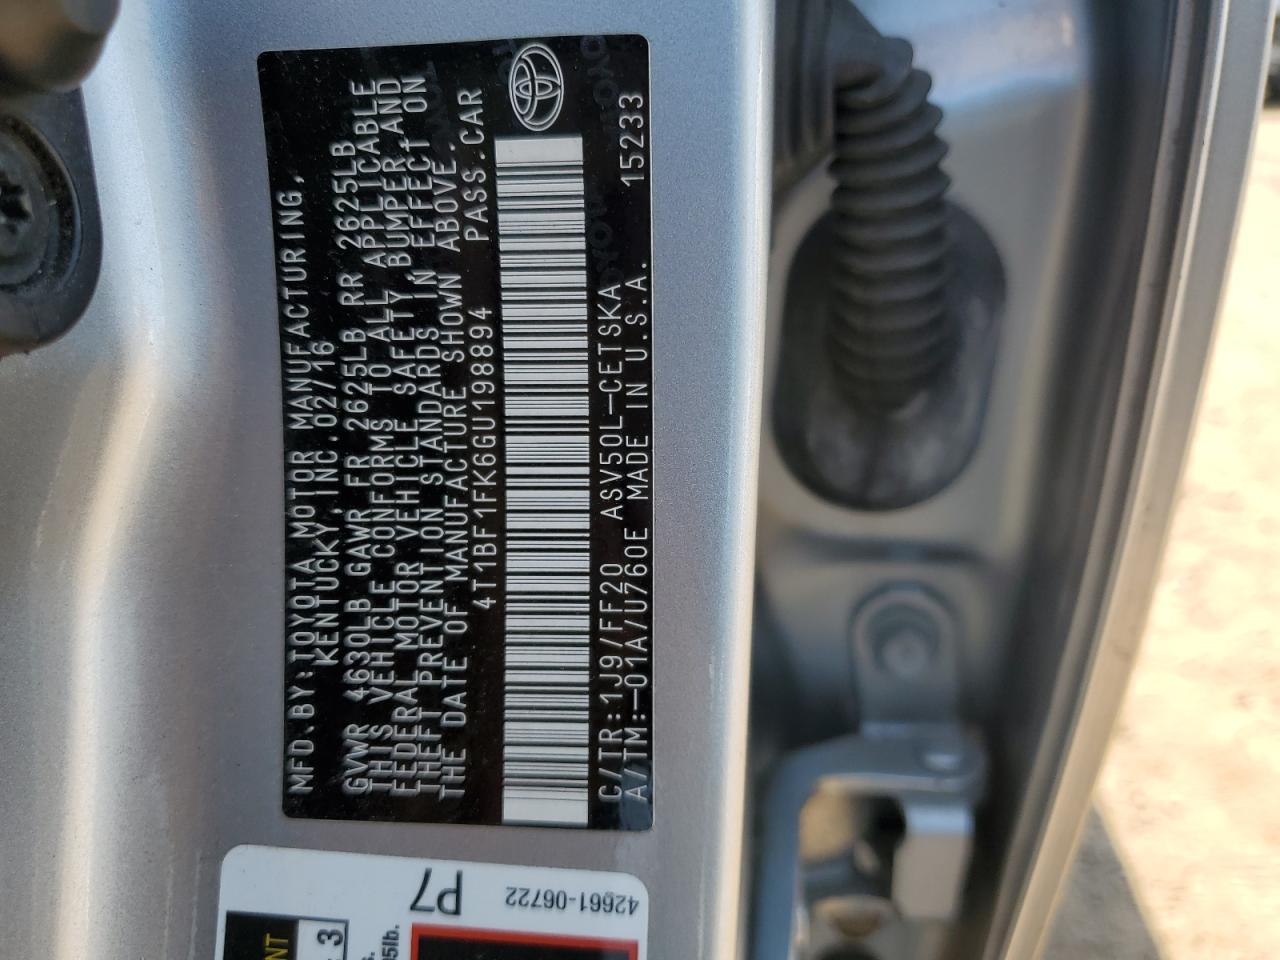 MFD.BY:TOYOTA MOTOR MANUFACTURING,
KENTUCKY,INC.02/16
GVWR 4630LB GAWR FR 2625LB RR 2625LB
THIS VEHICLE CONFORMS TO ALL APPLICABLE
FEDERAL MOTOR VEHICLE SAFETY,BUMPER,AND
THEFT PREVENTION STANDARDS IN EFFECT ON
THE DATE OF MANUFACTURE SHOWN ABOVE.
4T1BF1FK6GU198894 PASS.CAR
C/TR:1J9/FF20 ASV50L-CETSKA 15233
A/TM:-01A/U760E MADE IN U.S.A.
42661-06722
P7
3